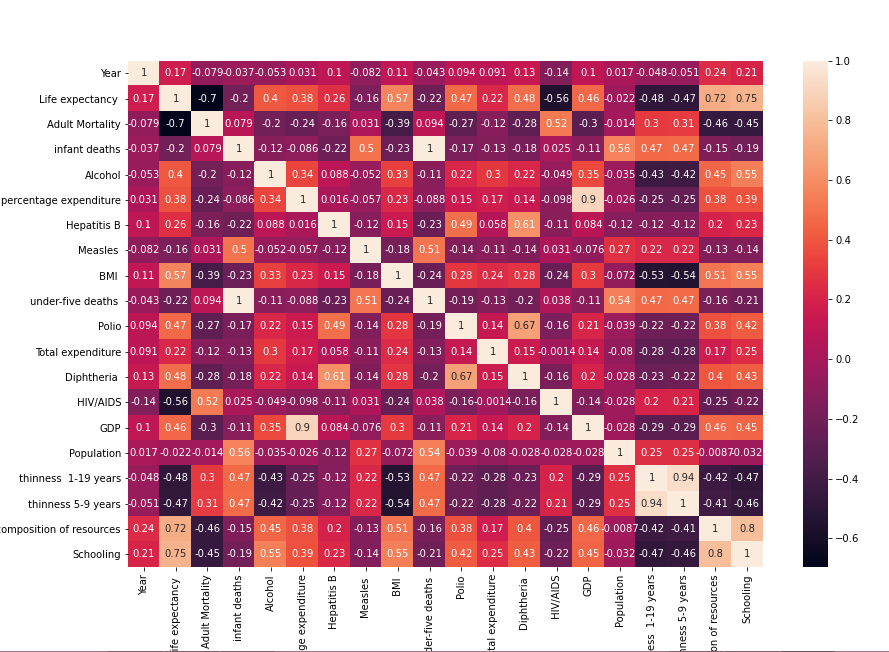 Year 1 0.17 -0.079 -0.037 -0.053 0.031 0.1 -0.082 0.11 -0.043 0.094 0.091 0.13 -0.14 0.1 0.017 -0.048 -0.051 0.24 0.21
Life expectancy 0.17 1 -0.7 -0.2 0.4 0.38 0.26 -0.16 0.57 -0.22 0.47 0.22 0.48 -0.56 0.46 -0.022 -0.48 -0.47 0.72 0.75
Adult Mortality -0.079 -0.7 1 0.079 -0.2 -0.24 -0.16 0.031 -0.39 0.094 -0.27 -0.12 -0.28 0.52 -0.3 -0.014 0.3 0.31 -0.46 -0.45
infant deaths -0.037 -0.2 0.079 1 -0.12 -0.086 -0.22 0.5 -0.23 1 -0.17 -0.13 -0.18 0.025 -0.11 0.56 0.47 0.47 -0.15 -0.19
Alcohol -0.053 0.4 -0.2 -0.12 1 0.34 0.088 -0.052 0.33 -0.11 0.22 0.3 0.22 -0.049 0.35 -0.035 -0.43 -0.42 0.45 0.55
percentage expenditure 0.031 0.38 -0.24 -0.086 0.34 1 0.016 -0.057 0.23 -0.088 0.15 0.17 0.14 -0.098 0.9 -0.026 -0.25 -0.25 0.38 0.39
Hepatitis B 0.1 0.26 -0.16 -0.22 0.088 0.016 1 -0.12 0.15 -0.23 0.49 0.058 0.61 -0.11 0.084 -0.12 -0.12 -0.12 0.2 0.23
Measles -0.082 -0.16 0.031 0.5 -0.052 -0.057 -0.12 1 -0.18 0.51 -0.14 -0.11 -0.14 0.031 -0.076 0.27 0.22 0.22 -0.13 -0.14
BMI 0.11 0.57 -0.39 -0.23 0.33 0.23 0.15 -0.18 1 -0.24 0.28 0.24 0.28 -0.24 0.3 -0.072 -0.53 -0.54 0.51 0.55
under-five deaths -0.043 -0.22 0.094 1 -0.11 -0.088 -0.23 0.51 -0.24 1 -0.19 -0.13 -0.2 0.038 -0.11 0.54 0.47 0.47 -0.16 -0.21
Polio 0.094 0.47 -0.27 -0.17 0.22 0.15 0.49 -0.14 0.28 -0.19 1 0.14 0.67 -0.16 0.21 -0.039 -0.22 -0.22 0.38 0.42
Total expenditure 0.091 0.22 -0.12 -0.13 0.3 0.17 0.058 -0.11 0.24 -0.13 0.14 1 0.15 -0.0014 0.14 -0.08 -0.28 -0.28 0.17 0.25
Diphtheria 0.13 0.48 -0.28 -0.18 0.22 0.14 0.61 -0.14 0.28 -0.2 0.67 0.15 1 -0.16 0.2 -0.028 -0.23 -0.22 0.4 0.43
HIV/AIDS -0.14 -0.56 0.52 0.025 -0.049 -0.098 -0.11 0.031 -0.24 0.038 -0.16 -0.0014 -0.16 1 -0.14 -0.028 0.2 0.21 -0.25 -0.22
GDP 0.1 0.46 -0.3 -0.11 0.35 0.9 0.084 -0.076 0.3 -0.11 0.21 0.14 0.2 -0.14 1 -0.028 -0.29 -0.29 0.46 0.45
Population 0.017 -0.022 -0.014 0.56 -0.035 -0.026 -0.12 0.27 -0.072 0.54 -0.039 -0.08 -0.028 -0.028 -0.028 1 0.25 0.25 -0.0087 -0.032
thinness 1-19 years -0.048 -0.48 0.3 0.47 -0.43 -0.25 -0.12 0.22 -0.53 0.47 -0.22 -0.28 -0.23 0.2 -0.29 0.25 1 0.94 -0.42 -0.47
thinness 5-9 years -0.051 -0.47 0.31 0.47 -0.42 -0.25 -0.12 0.22 -0.54 0.47 -0.22 -0.28 -0.22 0.21 -0.29 0.25 0.94 1 -0.41 -0.46
composition of resources 0.24 0.72 -0.46 -0.15 0.45 0.38 0.2 -0.13 0.51 -0.16 0.38 0.17 0.4 -0.25 0.46 -0.0087 -0.42 -0.41 1 0.8
Schooling 0.21 0.75 -0.45 -0.19 0.55 0.39 0.23 -0.14 0.55 -0.21 0.42 0.25 0.43 -0.22 0.45 -0.032 -0.47 -0.46 0.8 1
Year
ife expectancy
Adult Mortality
infant deaths
Alcohol
ge expenditure
Hepatitis B
Measles
BMI
der-five deaths
Polio
tal expenditure
Diphtheria
HIV/AIDS
GDP
Population
ess 1-19 years
nness 5-9 years
on of resources
Schooling
1.0
0.8
0.6
0.4
0.2
0.0
−0.2
−0.4
−0.6